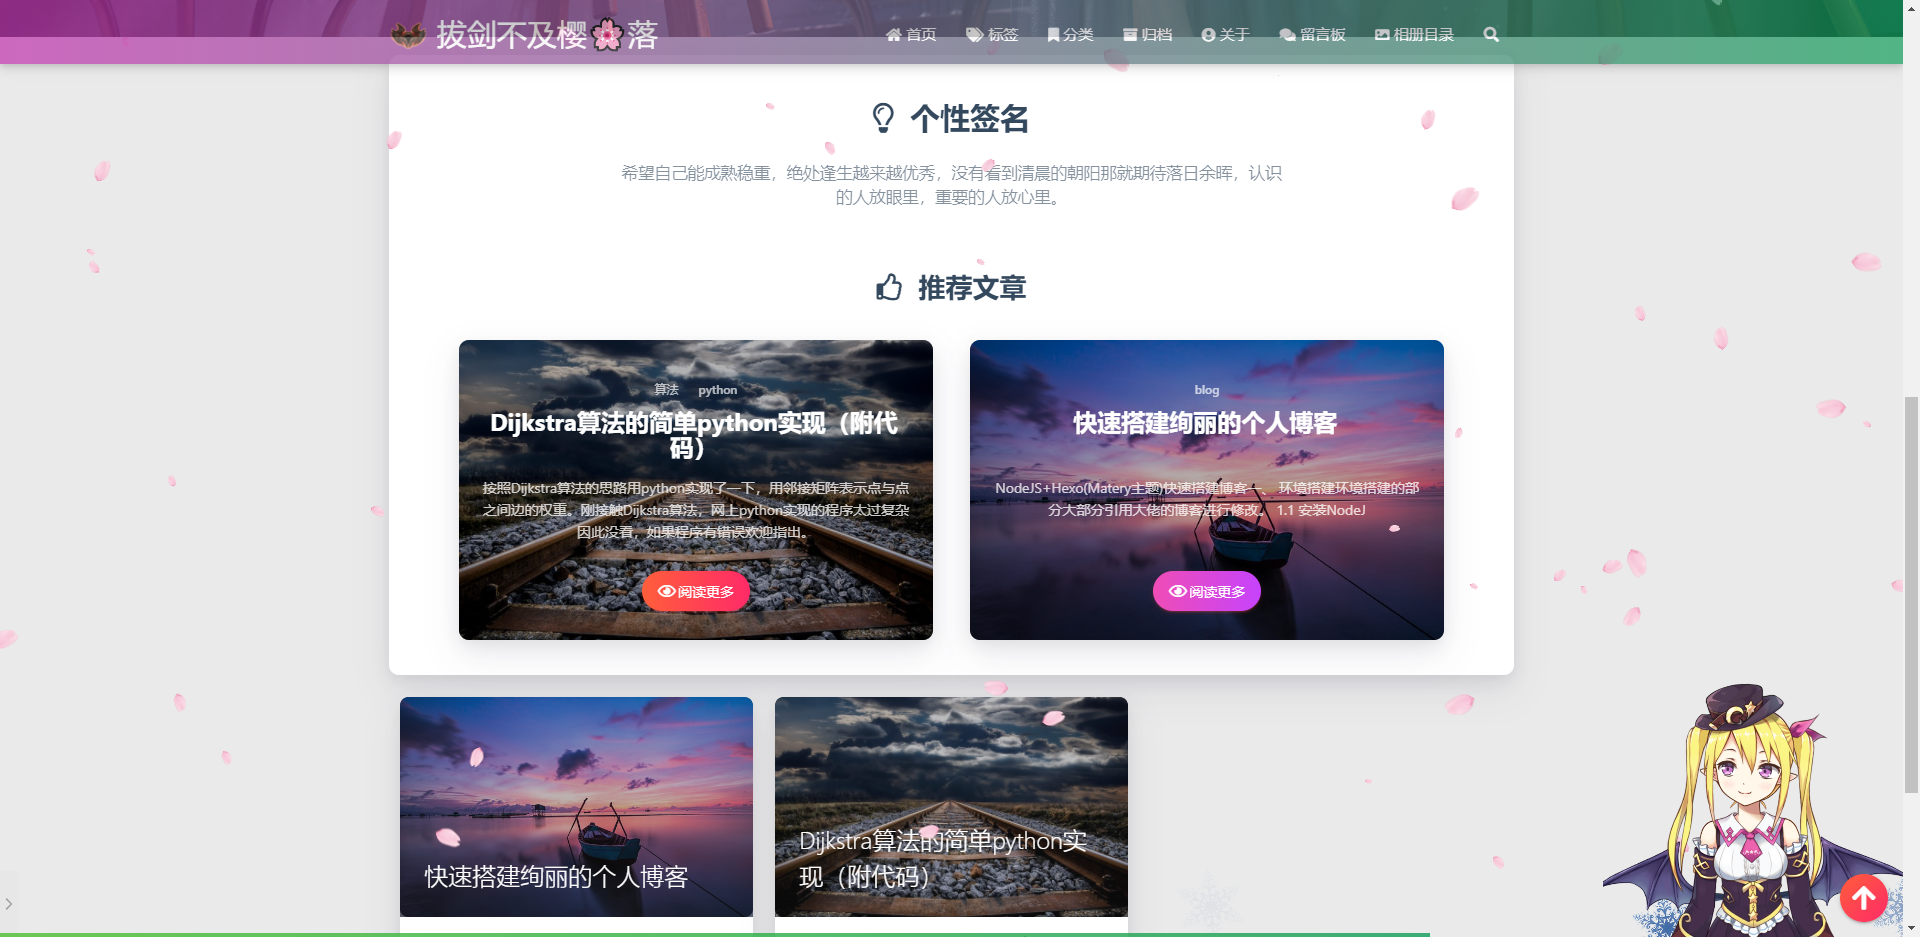 拔剑不及樱🌸落
首页 标签 分类 归档 关于 留言板 相册目录
个性签名
希望自己能成熟稳重，绝处逢生越来越优秀，没有看到清晨的朝阳那就期待落日余晖，认识
的人放眼里，重要的人放心里。
推荐文章
算法 python
Dijkstra算法的简单python实现（附代
码）
按照Dijkstra算法的思路用python实现了一下，用邻接矩阵表示点与点
之间边的权重。刚接触Dijkstra算法，网上python实现的程序太过复杂
因此没看，如果程序有错误欢迎指出。
阅读更多
blog
快速搭建绚丽的个人博客
NodeJS+Hexo(Matery主题)快速搭建博客一、 环境搭建环境搭建的部
分大部分引用大佬的博客进行修改。 1.1 安装NodeJ
阅读更多
快速搭建绚丽的个人博客
Dijkstra算法的简单python实
现（附代码）